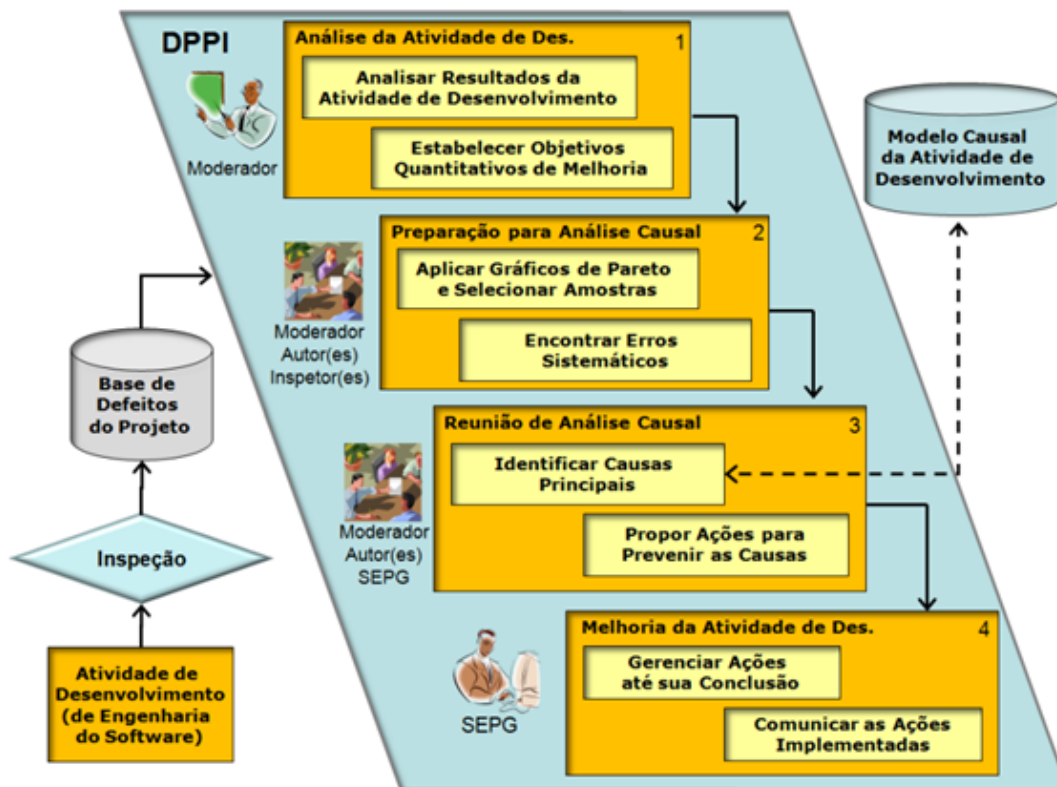 DPPI
Análise da Atividade de Des.
1
Analisar Resultados da
Atividade de Desenvolvimento
Estabelecer Objetivos
Quantitativos de Melhoria
Moderador
Modelo Causal
da Atividade de
Desenvolvimento
Preparação para Análise Causal
2
Aplicar Gráficos de Pareto
e Selecionar Amostras
Encontrar Erros
Sistemáticos
Moderador
Autor(es)
Inspetor(es)
Base de
Defeitos
do Projeto
Reunião de Análise Causal
3
Identificar Causas
Principais
Propor Ações para
Prevenir as Causas
Moderador
Autor(es)
SEPG
Inspeção
Melhoria da Atividade de Des.
4
Gerenciar Ações
até sua Conclusão
Comunicar as Ações
Implementadas
SEPG
Atividade de
Desenvolvimento
(de Engenharia
do Software)